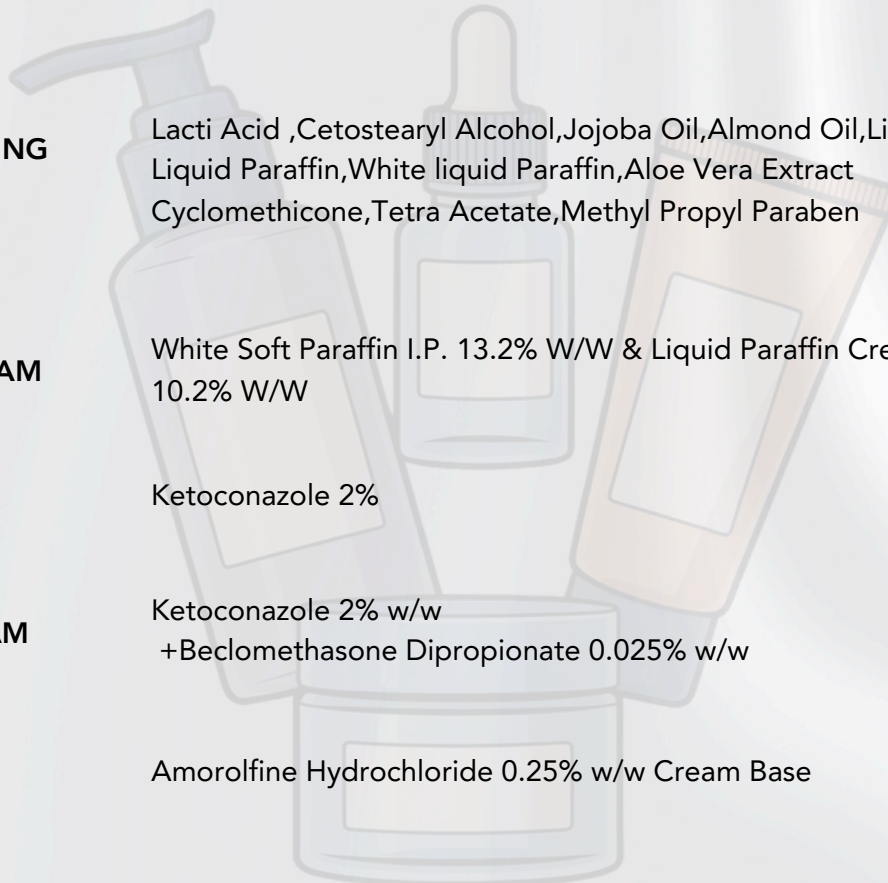 NG
Lacti Acid ,Cetostearyl Alcohol,Jojoba Oil,Almond Oil,Li
Liquid Paraffin,White liquid Paraffin,Aloe Vera Extract
Cyclomethicone,Tetra Acetate,Methyl Propyl Paraben
AM
White Soft Paraffin I.P. 13.2% W/W & Liquid Paraffin Cre
10.2% W/W
Ketoconazole 2%
AM
Ketoconazole 2% w/w
+Beclomethasone Dipropionate 0.025% w/w
Amorolfine Hydrochloride 0.25% w/w Cream Base